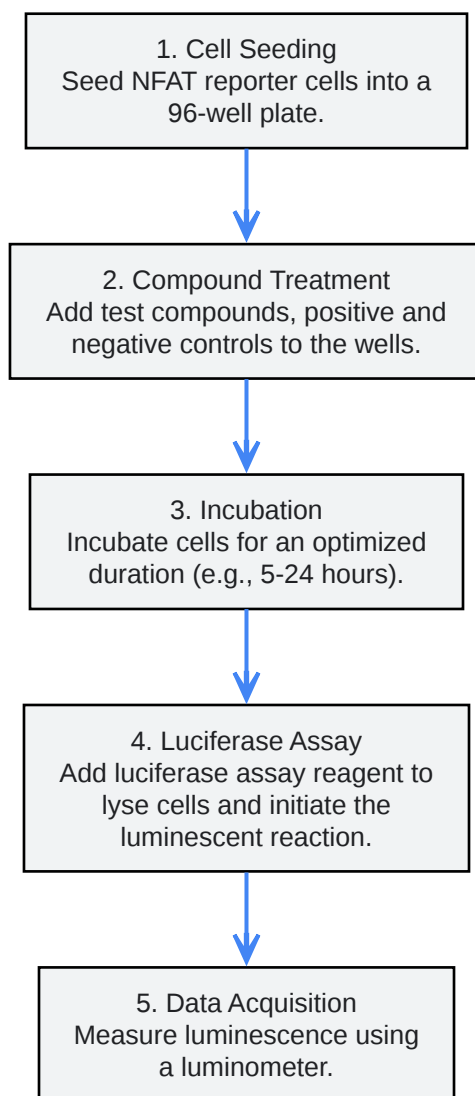 1. Cell Seeding
Seed NFAT reporter cells into a
96-well plate.
2. Compound Treatment
Add test compounds, positive and
negative controls to the wells.
3. Incubation
Incubate cells for an optimized
duration (e.g., 5-24 hours).
4. Luciferase Assay
Add luciferase assay reagent to
lyse cells and initiate the
luminescent reaction.
5. Data Acquisition
Measure luminescence using
a luminometer.